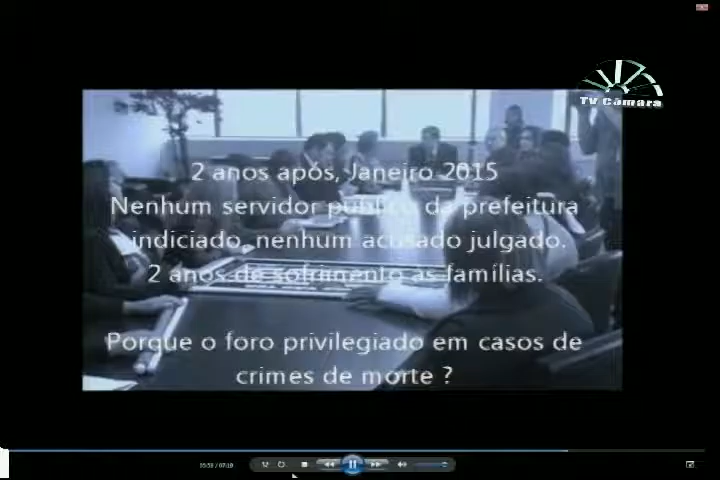 TV Câmara
2 anos após, Janeiro 2015
Nenhum servidor público da prefeitura
indiciado, nenhum acusado julgado.
2 anos de sofrimento as famílias.
Porque o foro privilegiado em casos de
crimes de morte ?